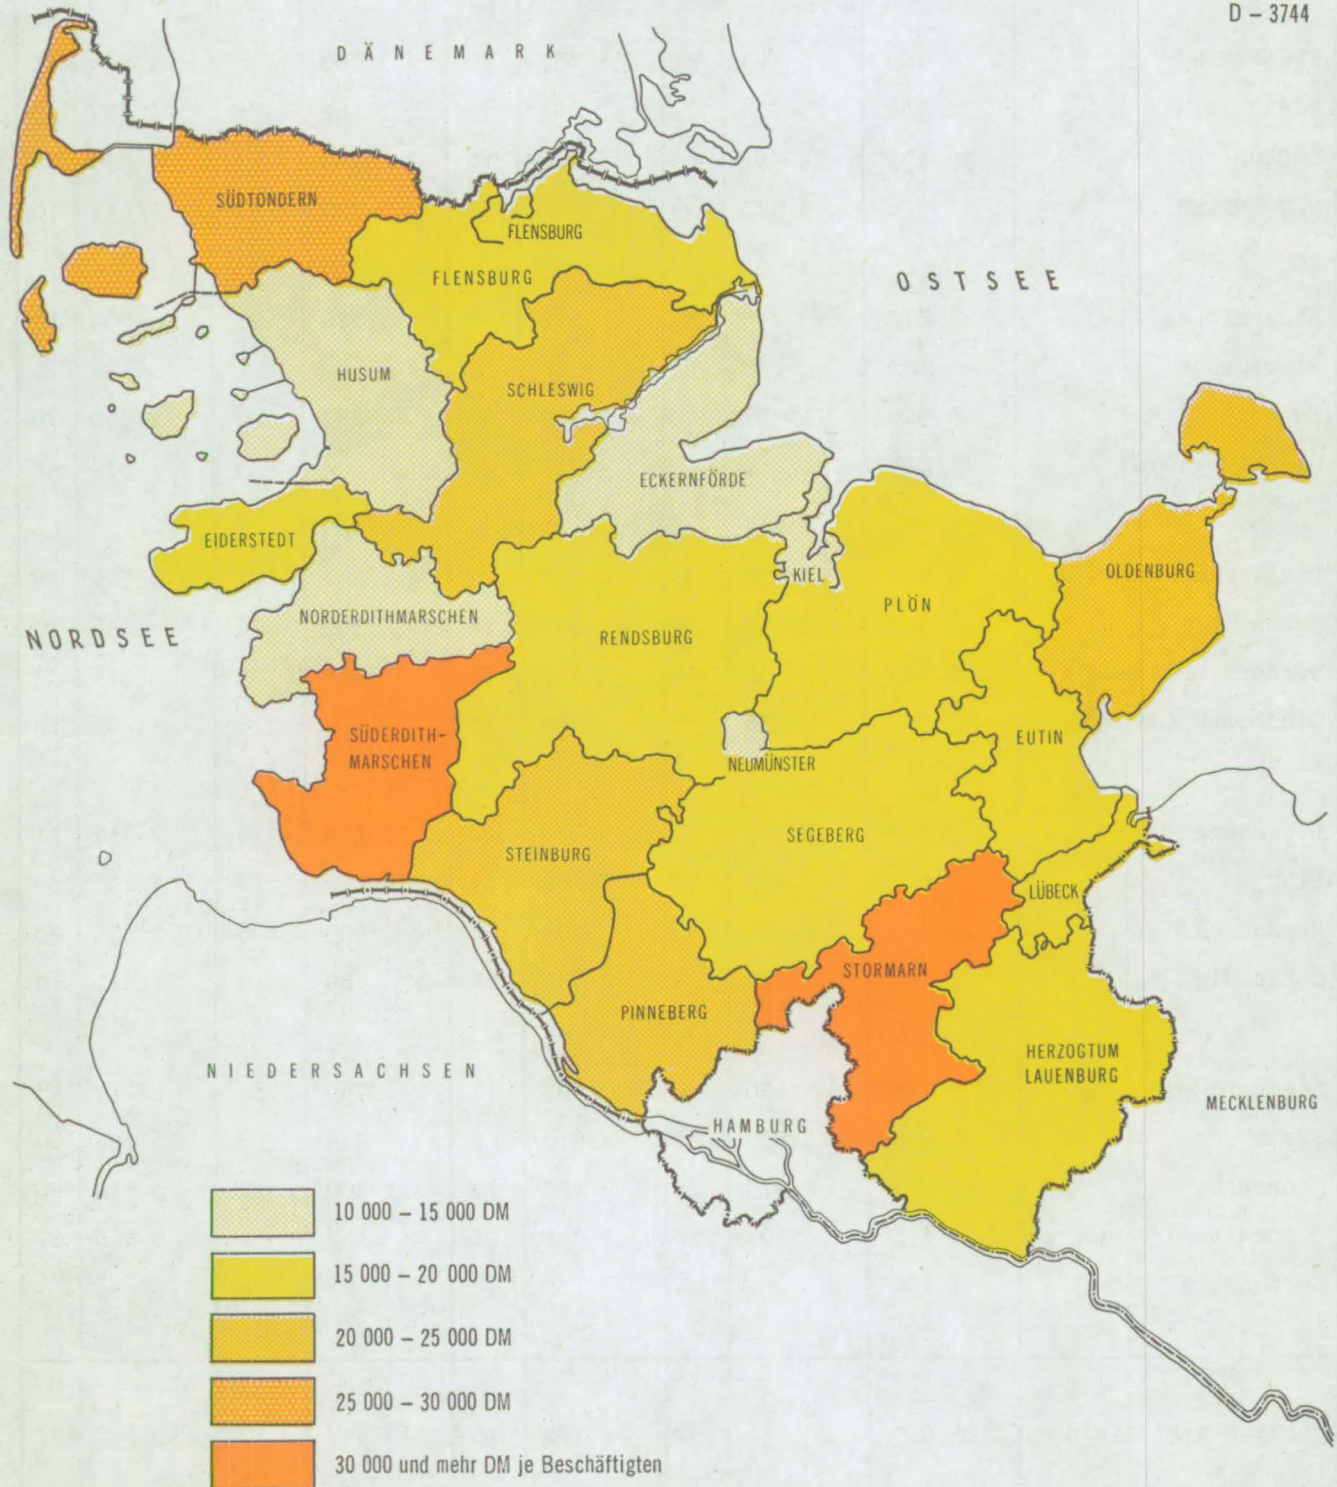 D – 3744
DÄNEMARK
SÜDTONDERN
FLENSBURG
FLENSBURG
OSTSEE
HUSUM
SCHLESWIG
ECKERNFÖRDE
EIDERSTEDT
KIEL
OLDENBURG
PLÖN
NORDERDITHMARSCHEN
RENDSBURG
NORDSEE
SÜDERDITH-
MARSCHEN
EUTIN
NEUMÜNSTER
SEGEBERG
STEINBURG
LÜBECK
STORMARN
PINNEBERG
HERZOGTUM
LAUENBURG
NIEDERSACHSEN
MECKLENBURG
HAMBURG
10 000 – 15 000 DM
15 000 – 20 000 DM
20 000 – 25 000 DM
25 000 – 30 000 DM
30 000 und mehr DM je Beschäftigten